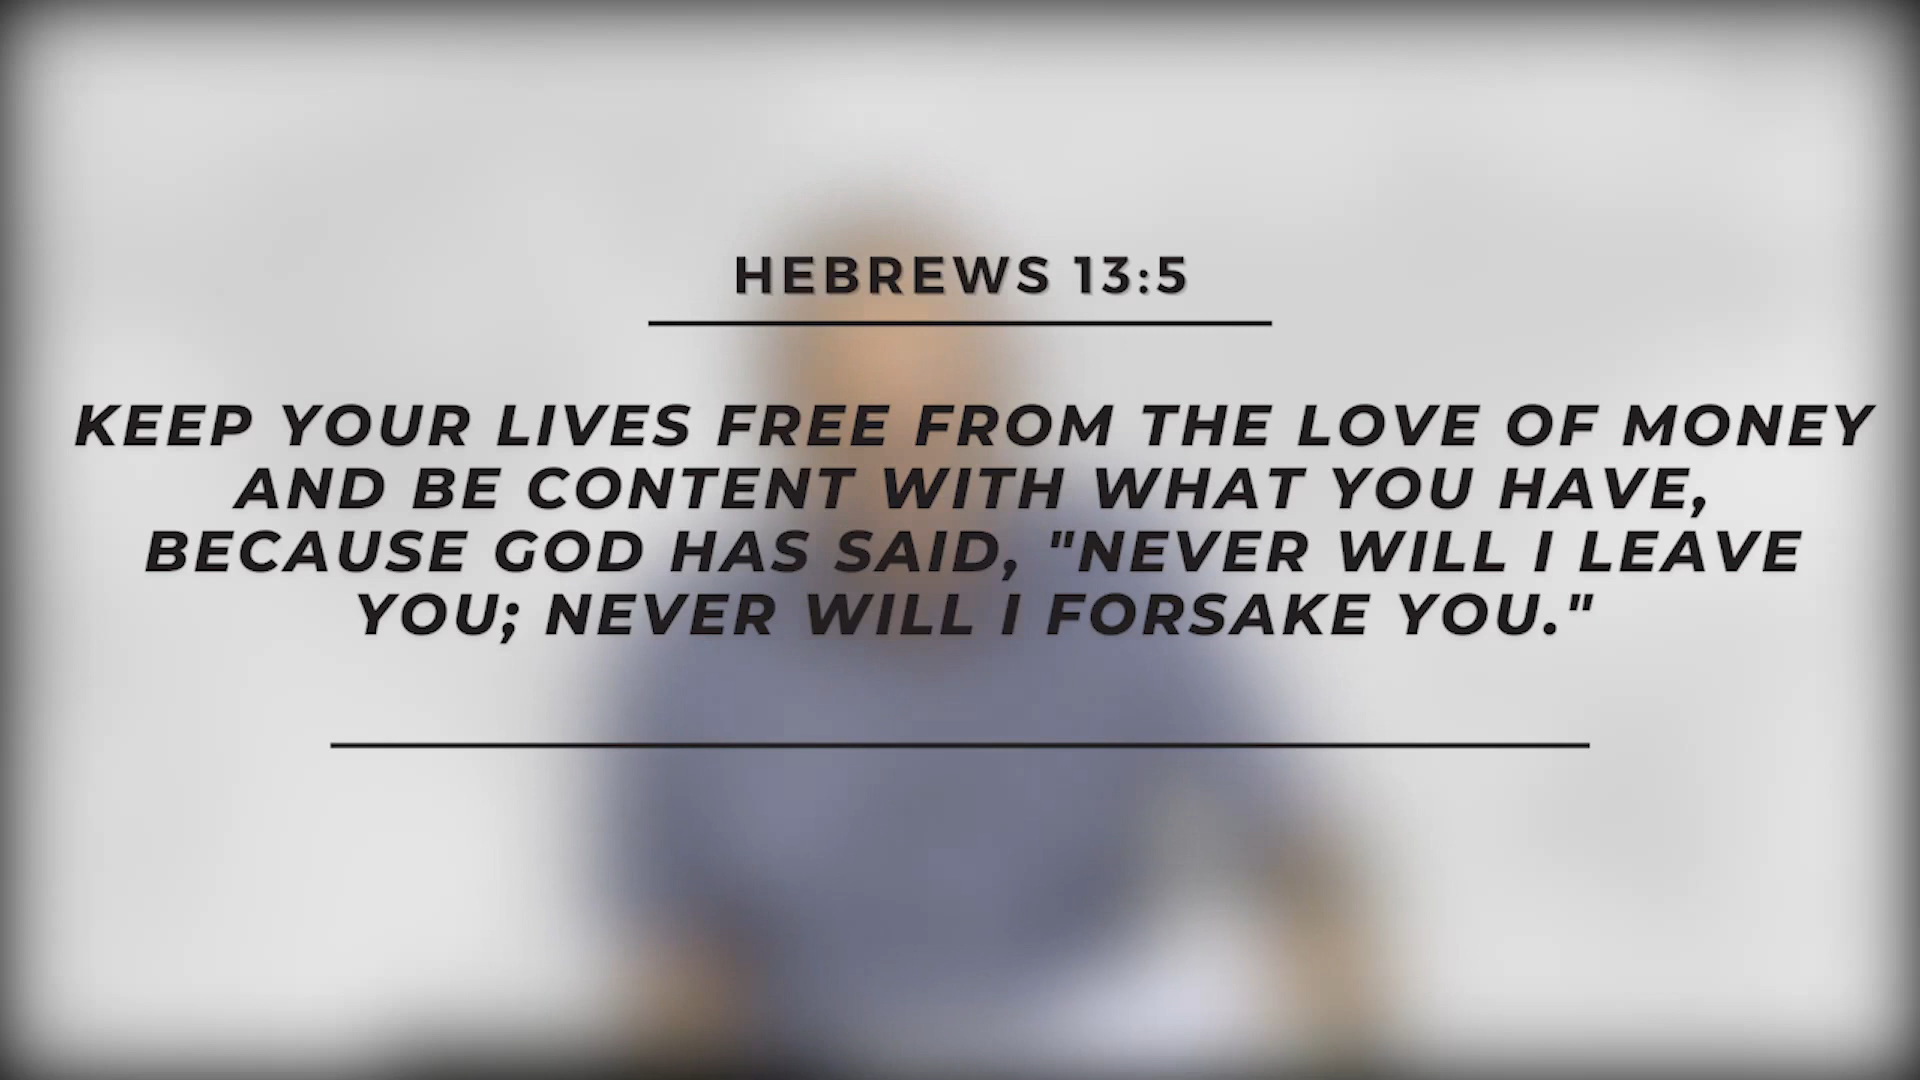 HEBREWS 13:5
KEEP YOUR LIVES FREE FROM THE LOVE OF MONEY
AND BE CONTENT WITH WHAT YOU HAVE,
BECAUSE GOD HAS SAID, "NEVER WILL I LEAVE
YOU; NEVER WILL I FORSAKE YOU."